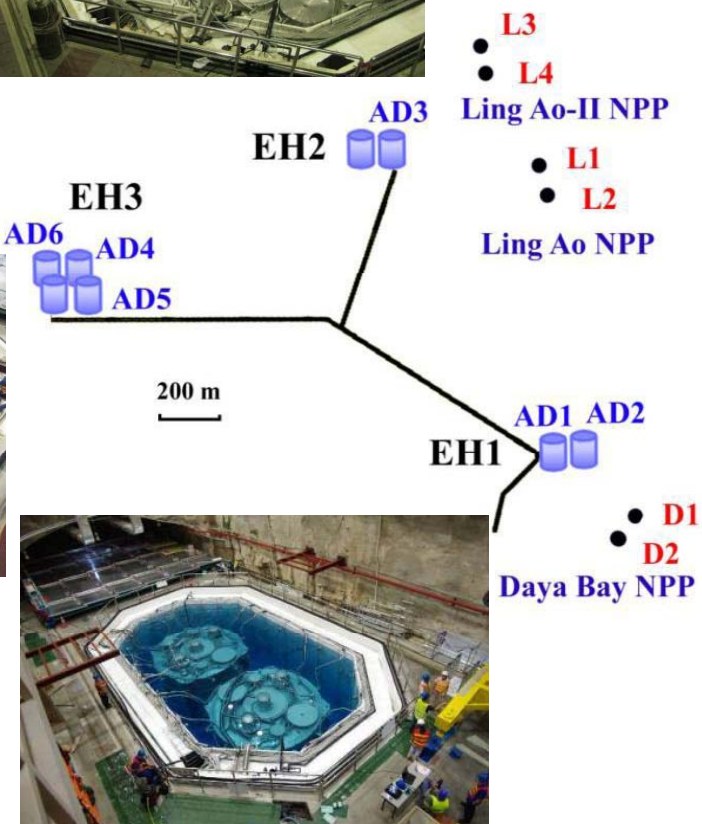 L3
L4
Ling Ao-II NPP
AD3
EH2
L1
L2
Ling Ao NPP
EH3
AD6
AD4
AD5
200 m
AD1 AD2
EH1
D1
D2
Daya Bay NPP